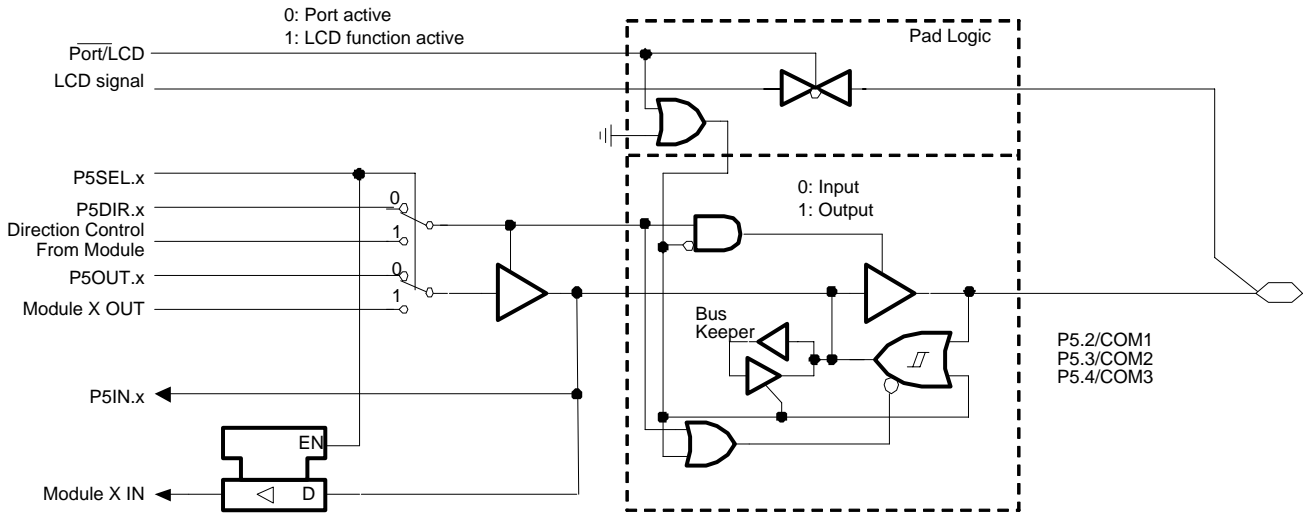 0: Port active
1: LCD function active
Pad Logic
Port/LCD
LCD signal
P5SEL.x
0
P5DIR.x
Direction Control
From Module
1
0: Input
1: Output
P5OUT.x
0
Module X OUT
1
Bus
Keeper
P5.2/COM1
P5.3/COM2
P5.4/COM3
P5IN.x
EN
Module X IN
D